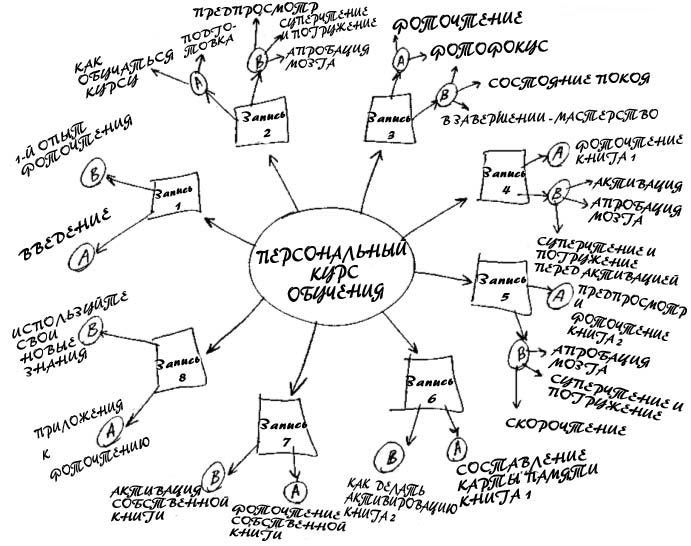 ПЕРСОНАЛЬНЫЙ
КУРС
ОБУЧЕНИЯ
Запись
1
A
ВВЕДЕНИЕ
B
1-Й ОПЫТ
ФОТОЧТЕНИЯ
Запись
2
A
КАК
ОБУЧАТЬСЯ
КУРСУ
ПОДГО-
ТОВКА
B
ПРЕДПРОСМОТР
СУПЕРЧТЕНИЕ
И ПОГРУЖЕНИЕ
АПРОБАЦИЯ
МОЗГА
Запись
3
A
ФОТОЧТЕНИЕ
ФОТОФОКУС
B
СОСТОЯНИЕ ПОКОЯ
В ЗАВЕРШЕНИИ - МАСТЕРСТВО
Запись
4
A
ФОТОЧТЕНИЕ
КНИГА 1
B
АКТИВАЦИЯ
АПРОБАЦИЯ
МОЗГА
СУПЕРЧТЕНИЕ И
ПОГРУЖЕНИЕ
ПЕРЕД АКТИВАЦИЕЙ
Запись
5
A
ПРЕДПРОСМОТР
И
ФОТОЧТЕНИЕ
КНИГА 2
B
АПРОБАЦИЯ
МОЗГА
СУПЕРЧТЕНИЕ И
ПОГРУЖЕНИЕ
СКОРОЧТЕНИЕ
Запись
6
A
СОСТАВЛЕНИЕ
КАРТЫ ПАМЯТИ
КНИГА 1
B
КАК ДЕЛАТЬ
АКТИВИРОВАЦИЮ
КНИГА 2
Запись
7
A
ФОТОЧТЕНИЕ
СОБСТВЕННОЙ
КНИГИ
B
АКТИВАЦИЯ
СОБСТВЕННОЙ
КНИГИ
Запись
8
A
ПРИЛОЖЕНИЯ
К
ФОТОЧТЕНИЮ
B
ИСПОЛЬЗУЙТЕ
СВОИ
НОВЫЕ
ЗНАНИЯ